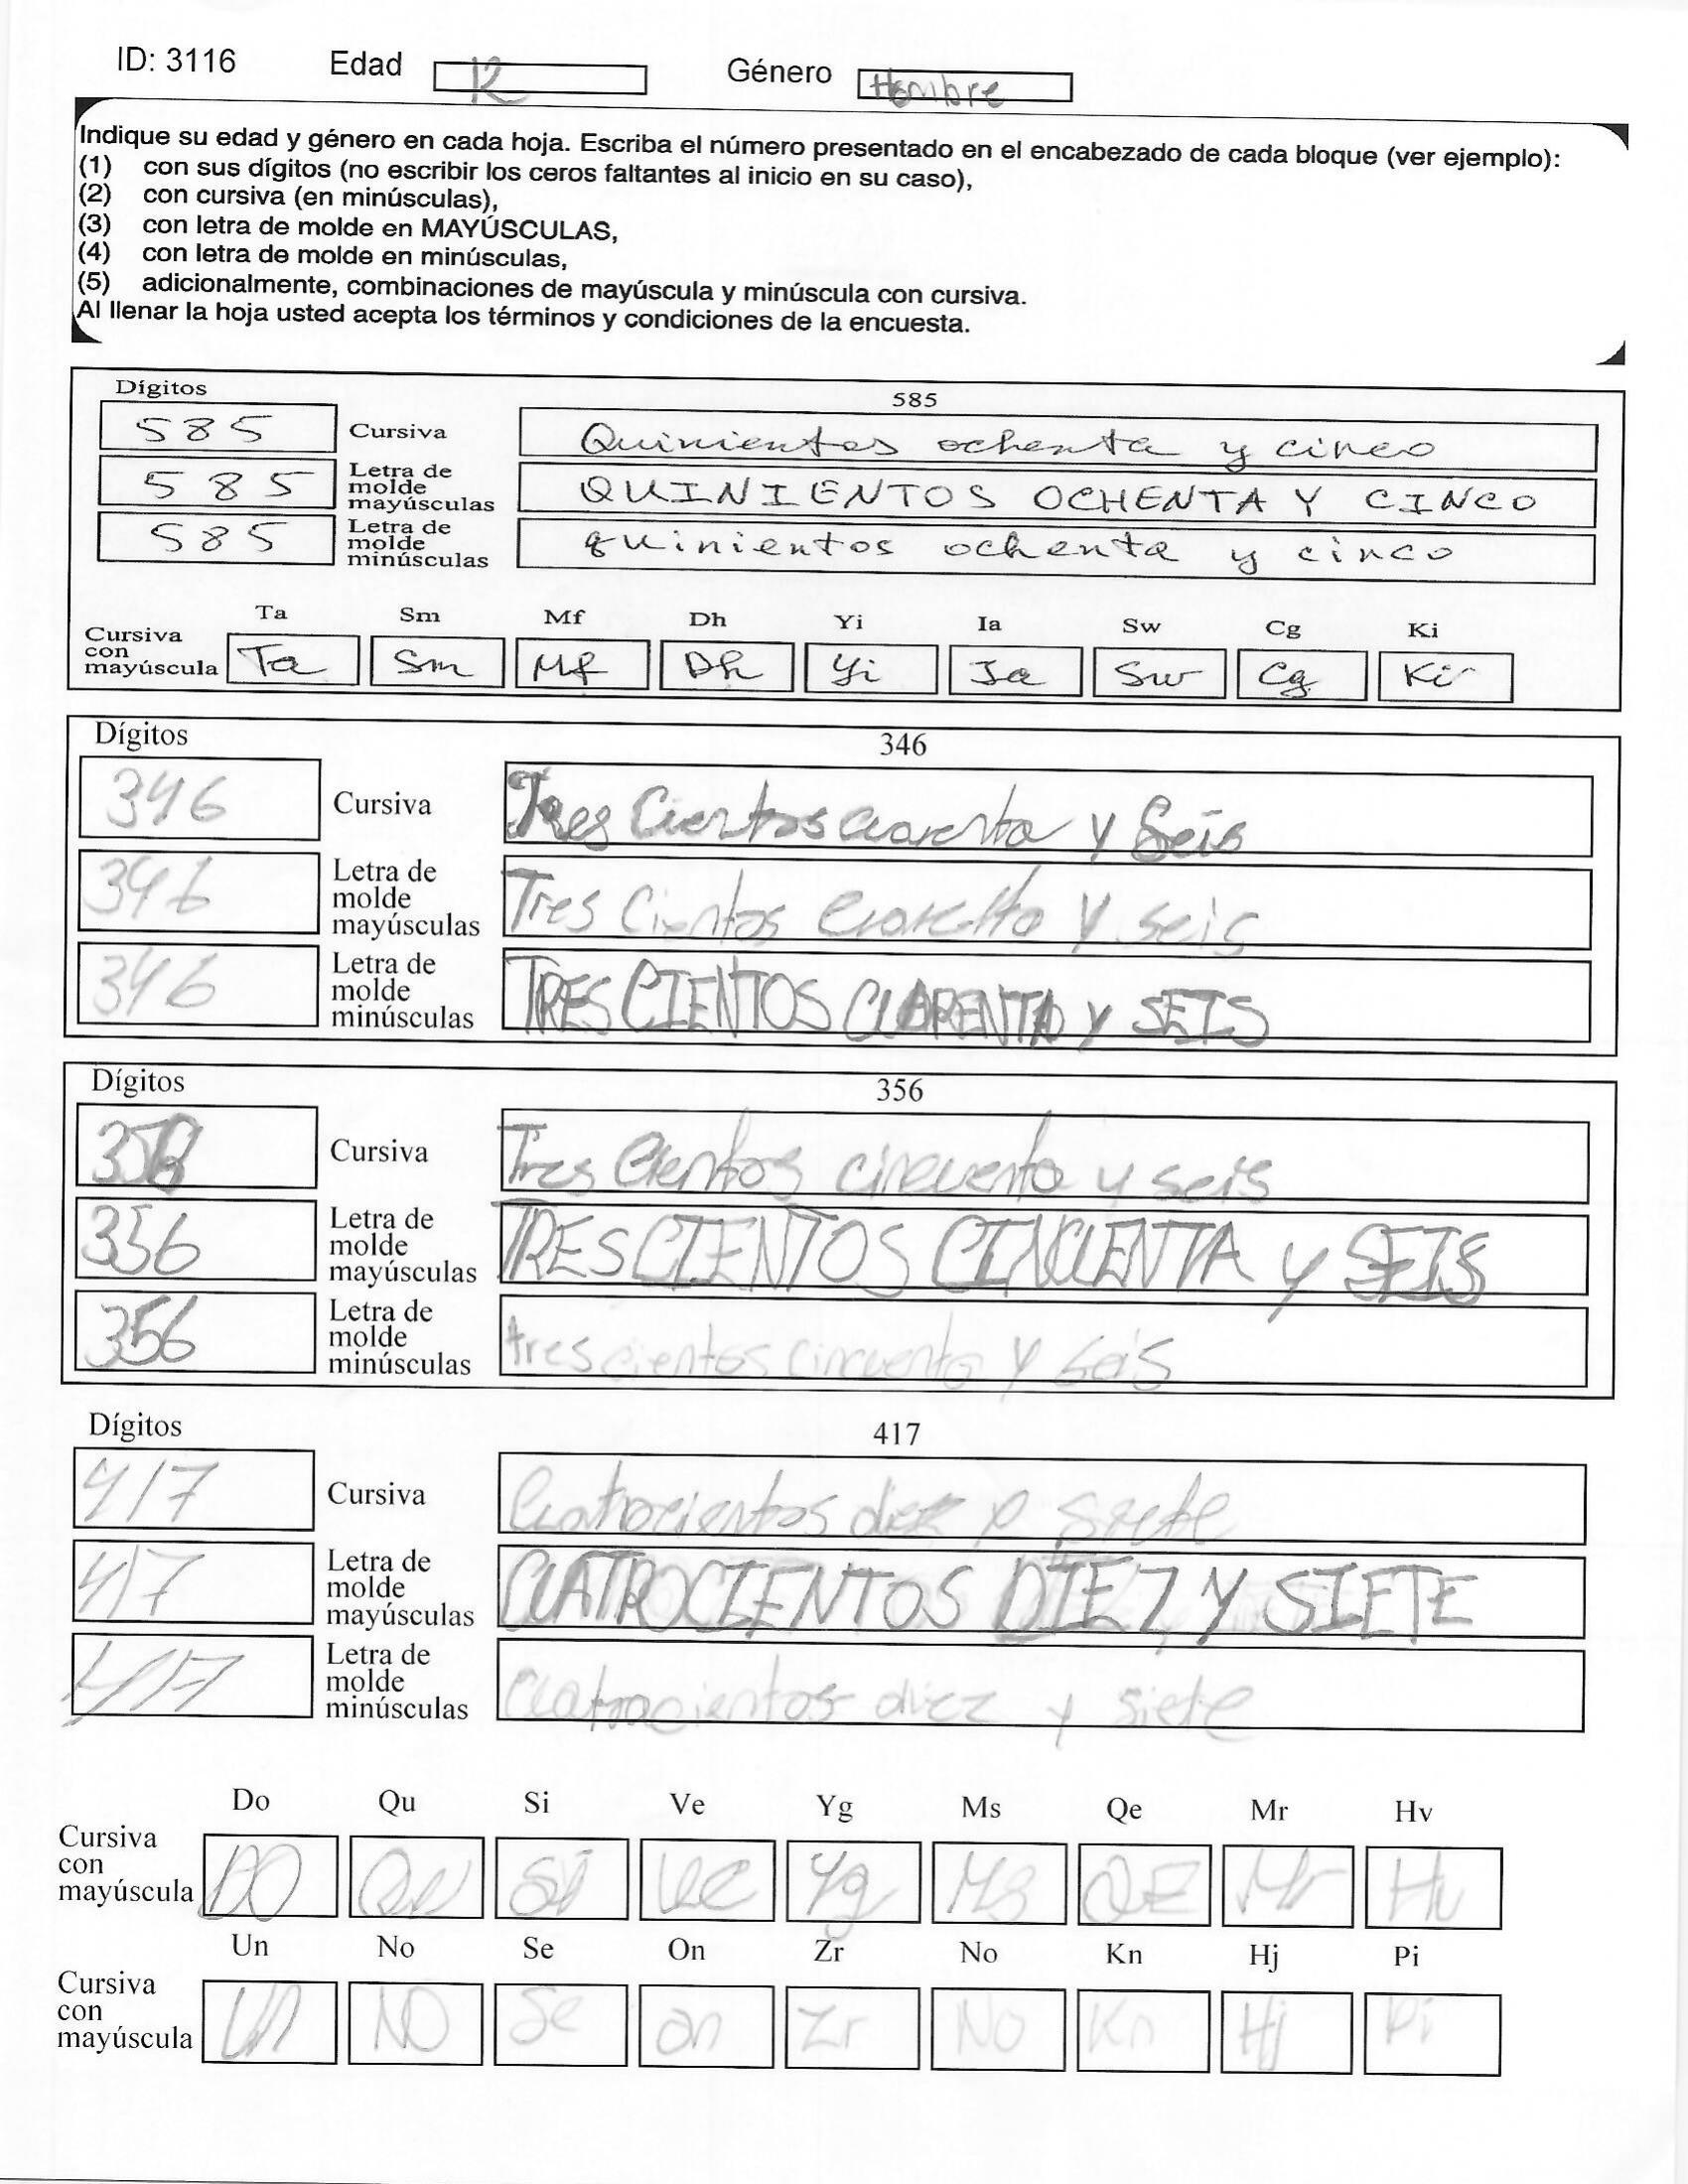 ID: 3116 Edad 12 Género Hombre
Indique su edad y género en cada hoja. Escriba el número presentado en el encabezado de cada bloque (ver ejemplo):
(1) con sus dígitos (no escribir los ceros faltantes al inicio en su caso),
(2) con cursiva (en minúsculas),
(3) con letra de molde en MAYÚSCULAS,
(4) con letra de molde en minúsculas,
(5) adicionalmente, combinaciones de mayúscula y minúscula con cursiva.
Al llenar la hoja usted acepta los términos y condiciones de la encuesta.
Dígitos 585
585 Cursiva Quinientos ochenta y cinco
585 Letra de molde mayúsculas QUINIENTOS OCHENTA Y CINCO
585 Letra de molde minúsculas quinientos ochenta y cinco
Ta Sm Mf Dh Yi Ia Sw Cg Ki
Cursiva con mayúscula Ta Sm Mf Dh Yi Ia Sw Cg Ki
Dígitos 346
346 Cursiva Tres Cientos cuarenta y Seis
346 Letra de molde mayúsculas Tres Cientos y seis
346 Letra de molde minúsculas TRES CIENTOS CUARENTA y SEIS
Dígitos 356
Cursiva Tres Cientos cincuenta y seis
356 Letra de molde mayúsculas TRES CIENTOS CINCUENTA y SEIS
356 Letra de molde minúsculas tres cientos cincuenta y seis
Dígitos 417
417 Cursiva Cuatrocientos diez y siete
417 Letra de molde mayúsculas CUATROCIENTOS DIEZ Y SIETE
417 Letra de molde minúsculas Cuatrocientos diez y siete
Do Qu Si Ve Yg Ms Qe Mr Hv
Cursiva con mayúscula DO Qu Si Ve Yg Ms QE Mr Hv
Un No Se On Zr No Kn Hj Pi
Cursiva con mayúscula Un NO Se on Zr No Kn Hj Pi